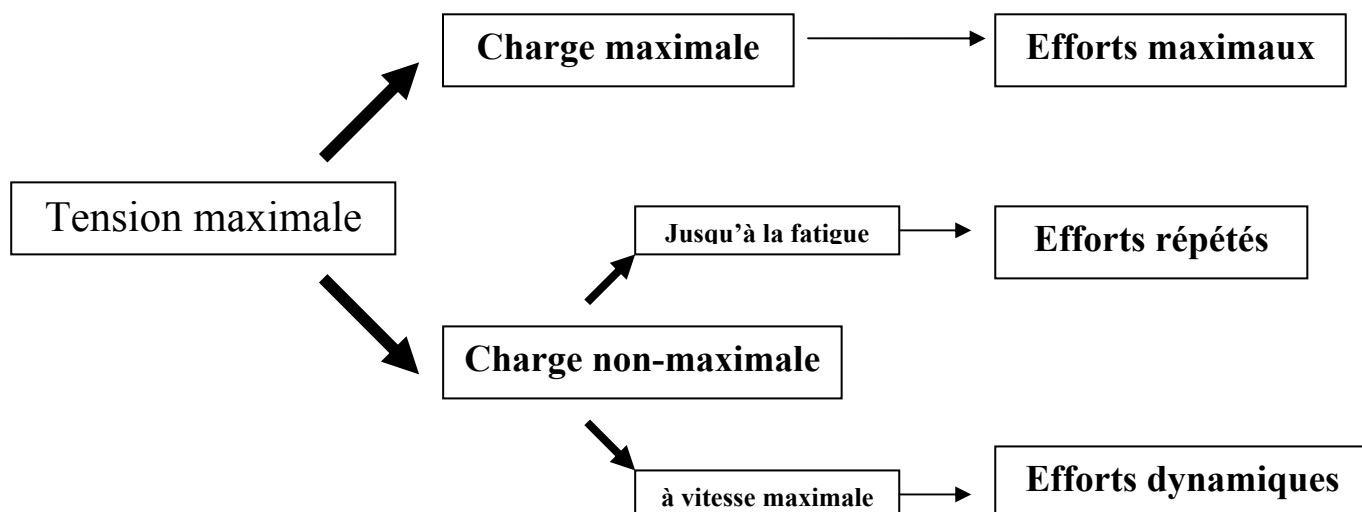 Charge maximale
Efforts maximaux
Tension maximale
Jusqu’à la fatigue
Efforts répétés
Charge non-maximale
à vitesse maximale
Efforts dynamiques